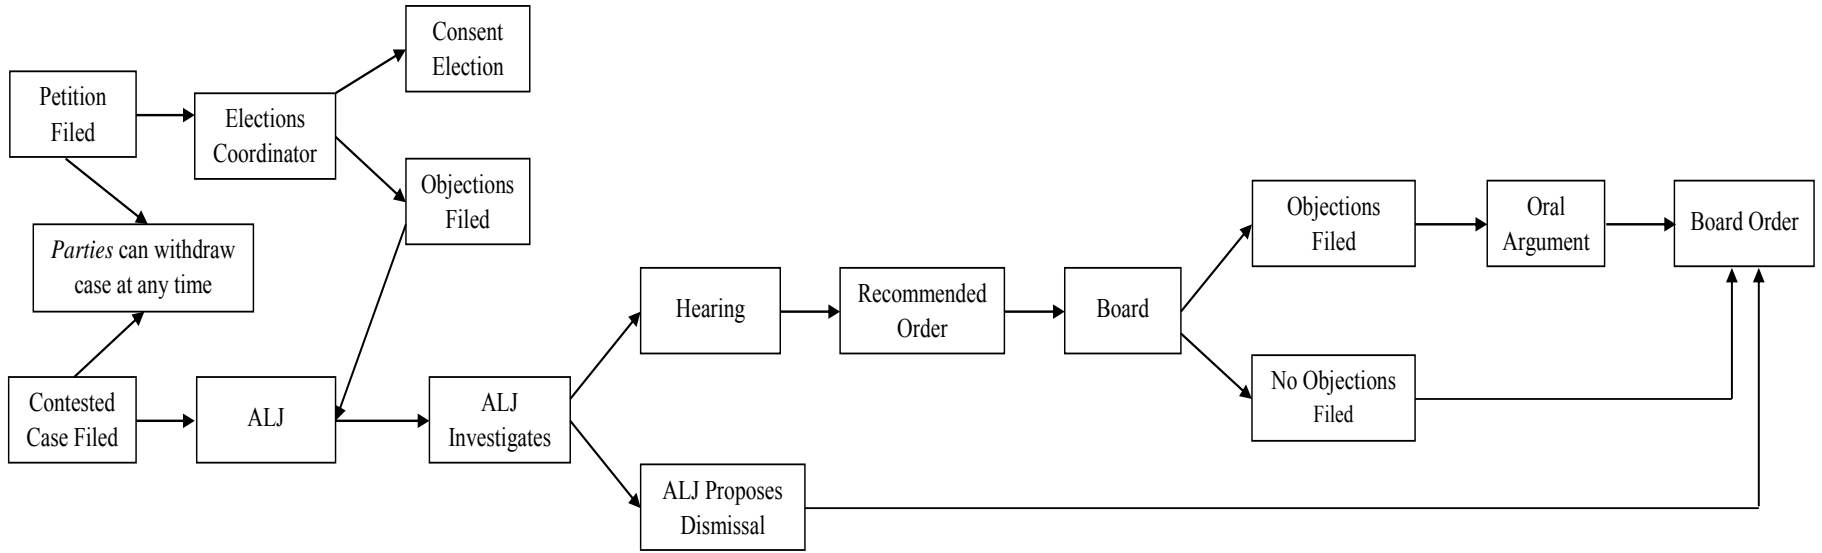 Consent
Election
Petition
Filed
Elections
Coordinator
Objections
Filed
Parties can withdraw
case at any time
Contested
Case Filed
ALJ
ALJ
Investigates
Hearing
Recommended
Order
Board
Objections
Filed
Oral
Argument
Board Order
No Objections
Filed
ALJ Proposes
Dismissal